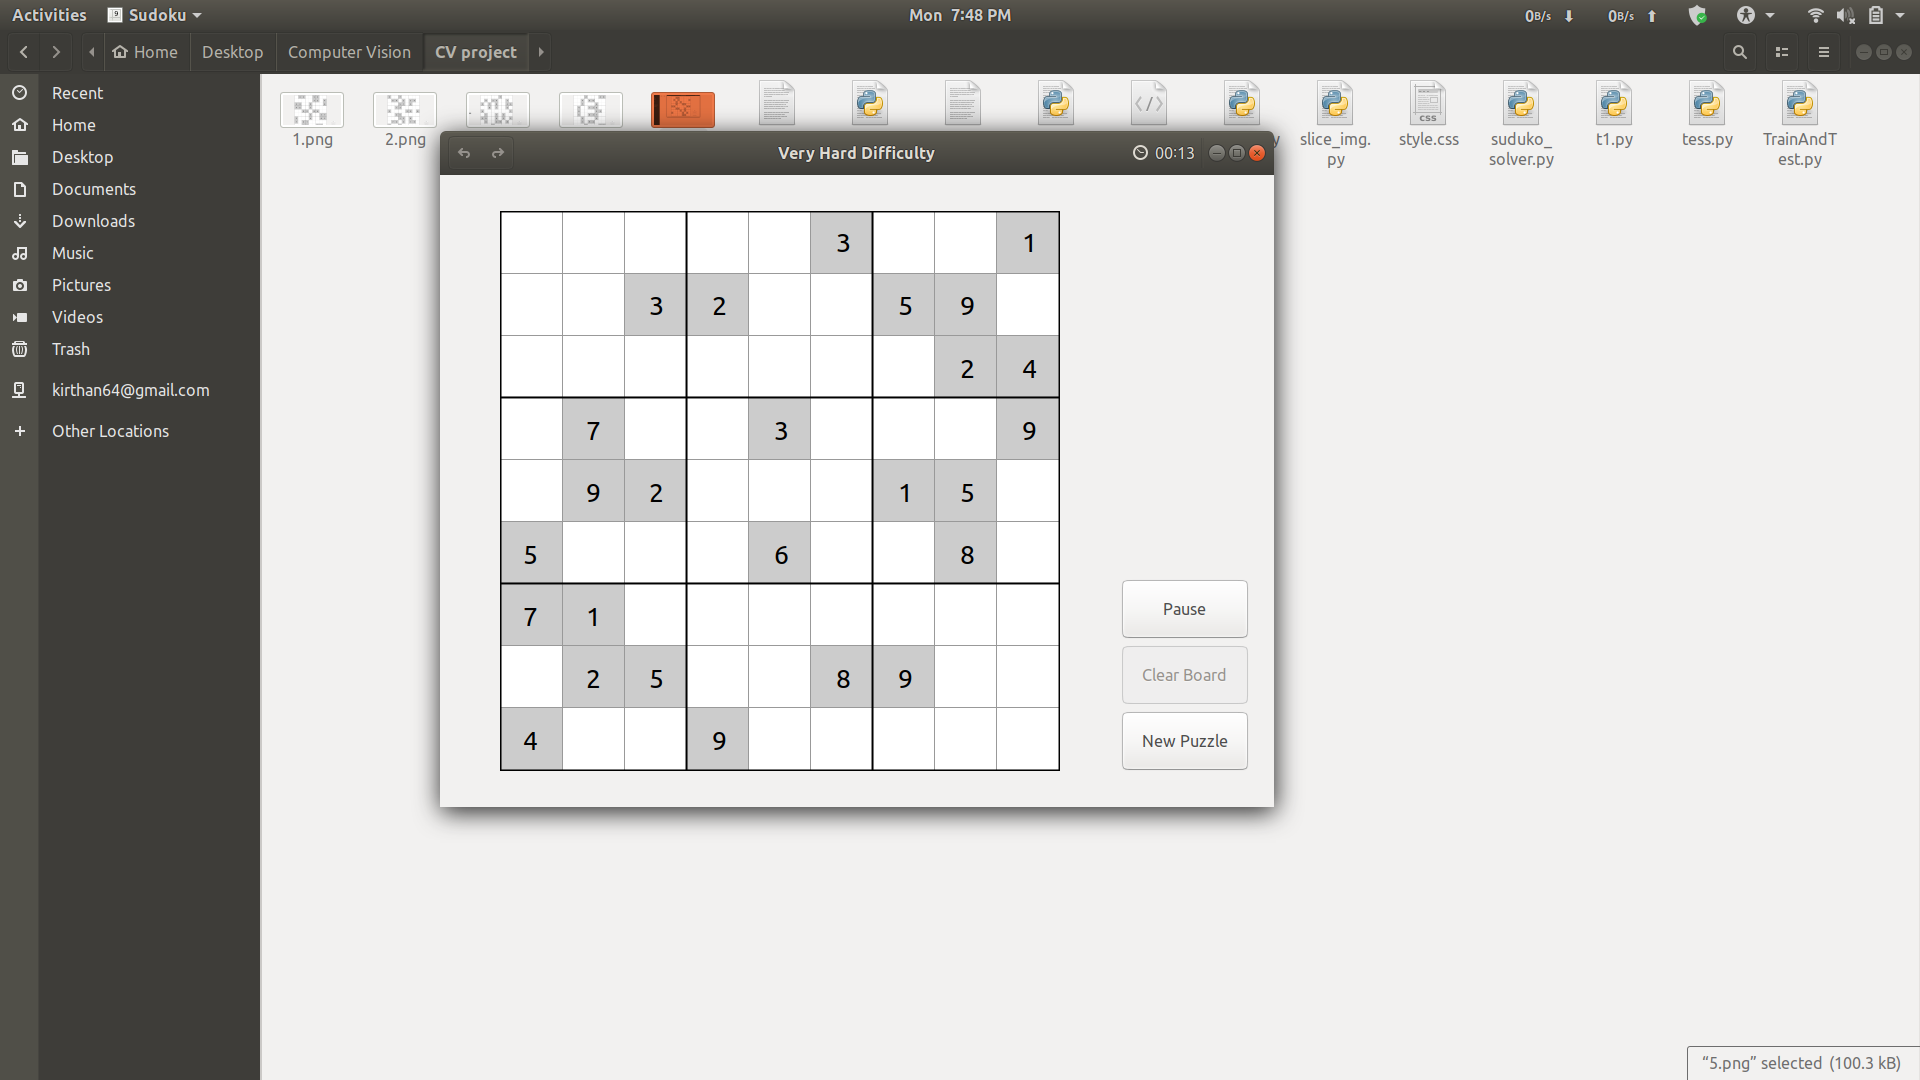 Activities Sudoku Mon 7:48 PM 0B/s 0B/s
Home Desktop Computer Vision CV project
Recent
Home
Desktop
Documents
Downloads
Music
Pictures
Videos
Trash
kirthan64@gmail.com
Other Locations
1.png 2.png slice_img.py style.css suduko_solver.py t1.py tess.py TrainAndTest.py
Very Hard Difficulty 00:13
3 1
3 2 5 9
2 4
7 3 9
9 2 1 5
5 6 8
7 1
2 5 8 9
4 9
Pause
Clear Board
New Puzzle
“5.png” selected (100.3 kB)